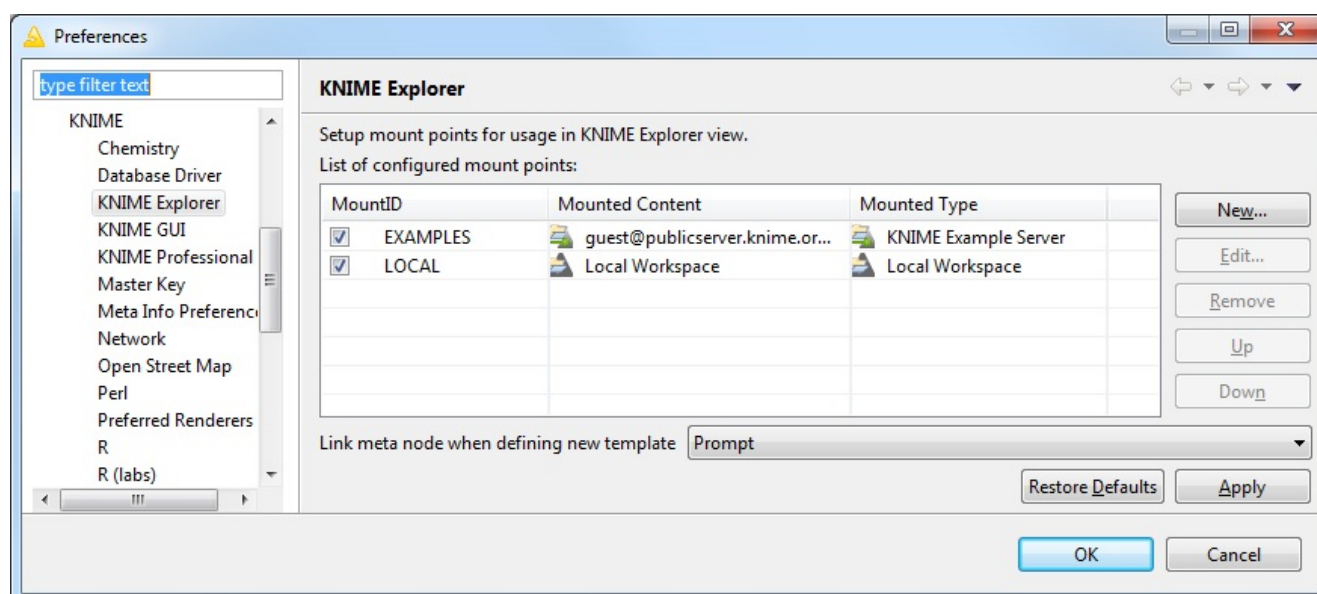 Preferences
type filter text
KNIME
Chemistry
Database Driver
KNIME Explorer
KNIME GUI
KNIME Professional
Master Key
Meta Info Preferenc
Network
Open Street Map
Perl
Preferred Renderers
R
R (labs)
KNIME Explorer
Setup mount points for usage in KNIME Explorer view.
List of configured mount points:
MountID Mounted Content Mounted Type
EXAMPLES guest@publicserver.knime.or... KNIME Example Server
LOCAL Local Workspace Local Workspace
New...
Edit...
Remove
Up
Down
Link meta node when defining new template Prompt
Restore Defaults Apply
OK Cancel